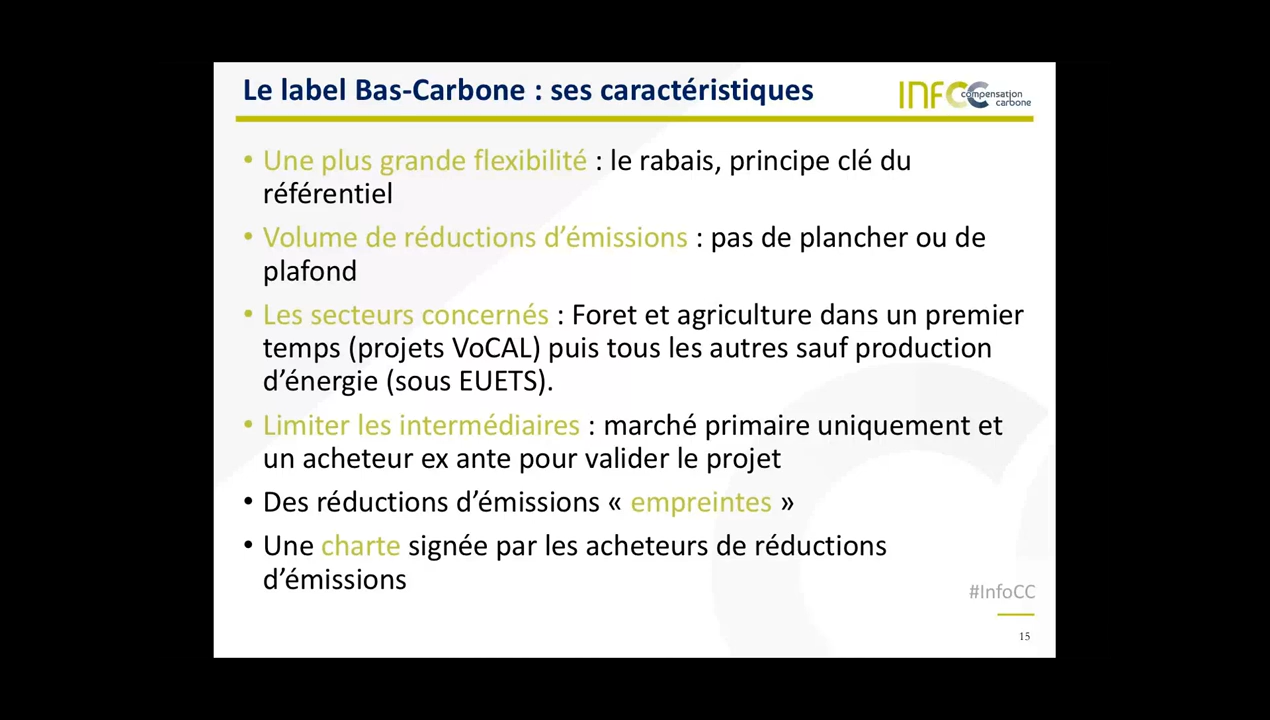 Le label Bas-Carbone : ses caractéristiques
INFCC compensation
carbone
• Une plus grande flexibilité : le rabais, principe clé du
référentiel
• Volume de réductions d’émissions : pas de plancher ou de
plafond
• Les secteurs concernés : Foret et agriculture dans un premier
temps (projets VoCAL) puis tous les autres sauf production
d’énergie (sous EUETS).
• Limiter les intermédiaires : marché primaire uniquement et
un acheteur ex ante pour valider le projet
• Des réductions d’émissions « empreintes »
• Une charte signée par les acheteurs de réductions
d’émissions
#InfoCC
15